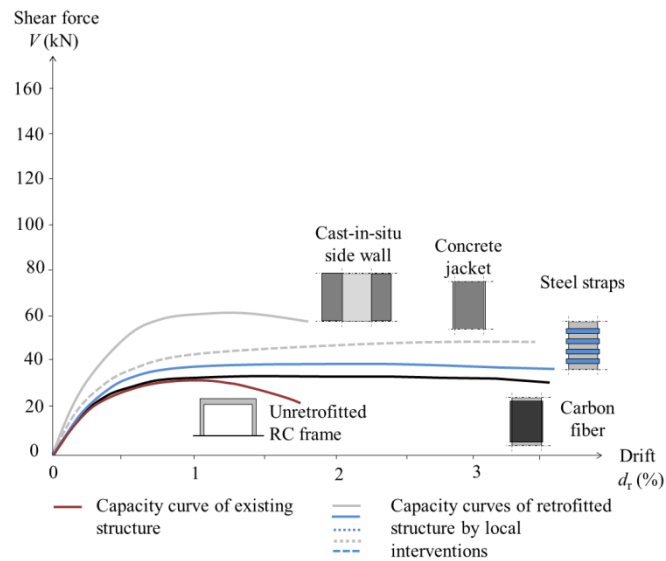 Shear force
V (kN)
160
140
100
80
60
40
20
0
0
1
2
3
Cast-in-situ
side wall
Concrete
jacket
Steel straps
Unretrofitted
RC frame
Carbon
fiber
Drift
dr (%)
Capacity curve of existing
structure
Capacity curves of retrofitted
structure by local
interventions